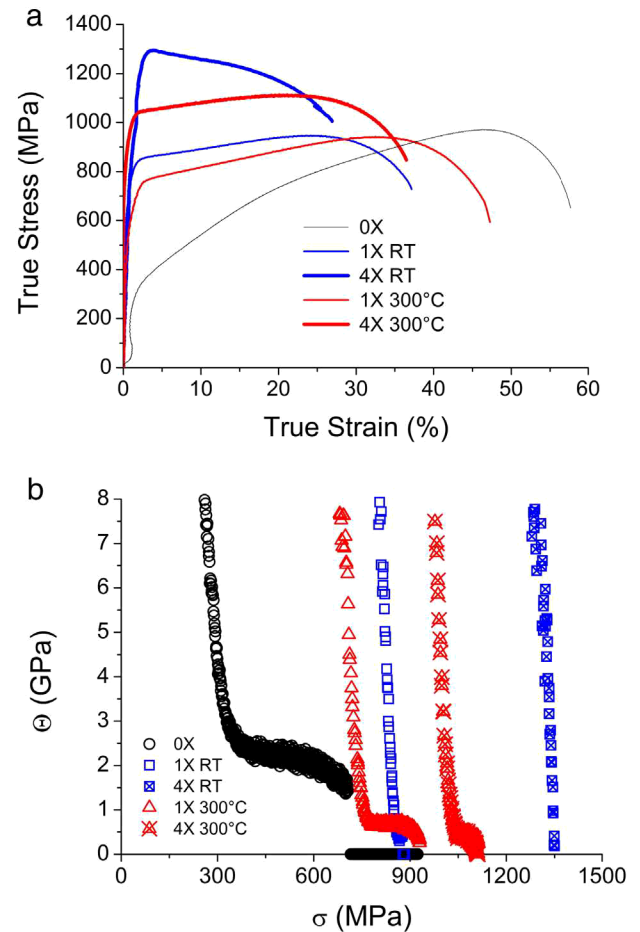 a
1400
1200
1000
800
600
400
200
0
True Stress (MPa)
0X
1X RT
4X RT
1X 300°C
4X 300°C
0 10 20 30 40 50 60
True Strain (%)
b
8
7
6
5
4
3
2
1
0
Θ (GPa)
0X
1X RT
4X RT
1X 300°C
4X 300°C
300 600 900 1200 1500
σ (MPa)